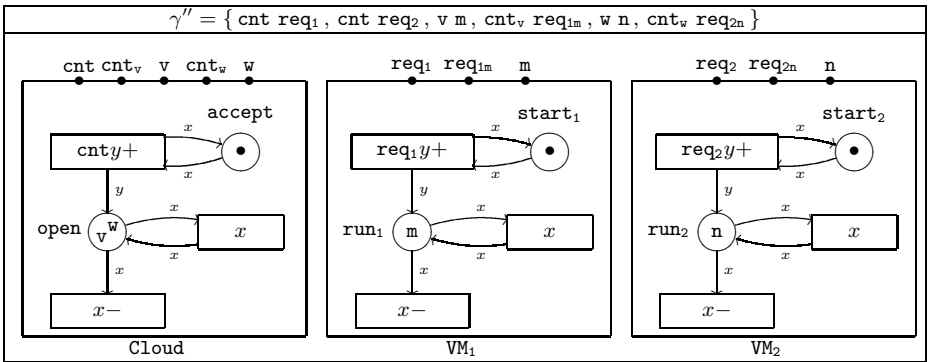 γ′′ = { cnt req₁ , cnt req₂ , v m , cntᵥ req₁ₘ , w n , cnt_w req₂ₙ }
cnt cntᵥ v cnt_w w
req₁ req₁ₘ m
req₂ req₂ₙ n
accept
start₁
start₂
x
x
x
cnty+
req₁y+
req₂y+
x
x
x
y
y
y
open
v w
x
x
x
run₁
m
x
x
x
run₂
n
x
x
x
x
x
x
x−
x−
x−
Cloud
VM₁
VM₂